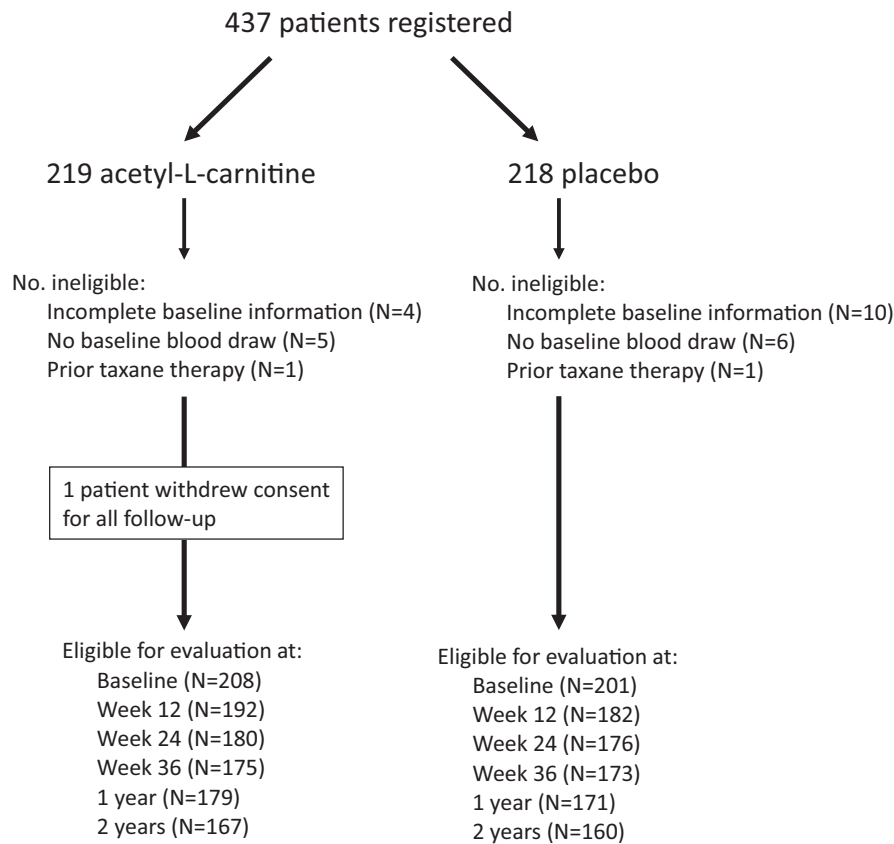 437 patients registered
219 acetyl-L-carnitine
218 placebo
No. ineligible:
Incomplete baseline information (N=4)
No baseline blood draw (N=5)
Prior taxane therapy (N=1)
No. ineligible:
Incomplete baseline information (N=10)
No baseline blood draw (N=6)
Prior taxane therapy (N=1)
1 patient withdrew consent
for all follow-up
Eligible for evaluation at:
Baseline (N=208)
Week 12 (N=192)
Week 24 (N=180)
Week 36 (N=175)
1 year (N=179)
2 years (N=167)
Eligible for evaluation at:
Baseline (N=201)
Week 12 (N=182)
Week 24 (N=176)
Week 36 (N=173)
1 year (N=171)
2 years (N=160)